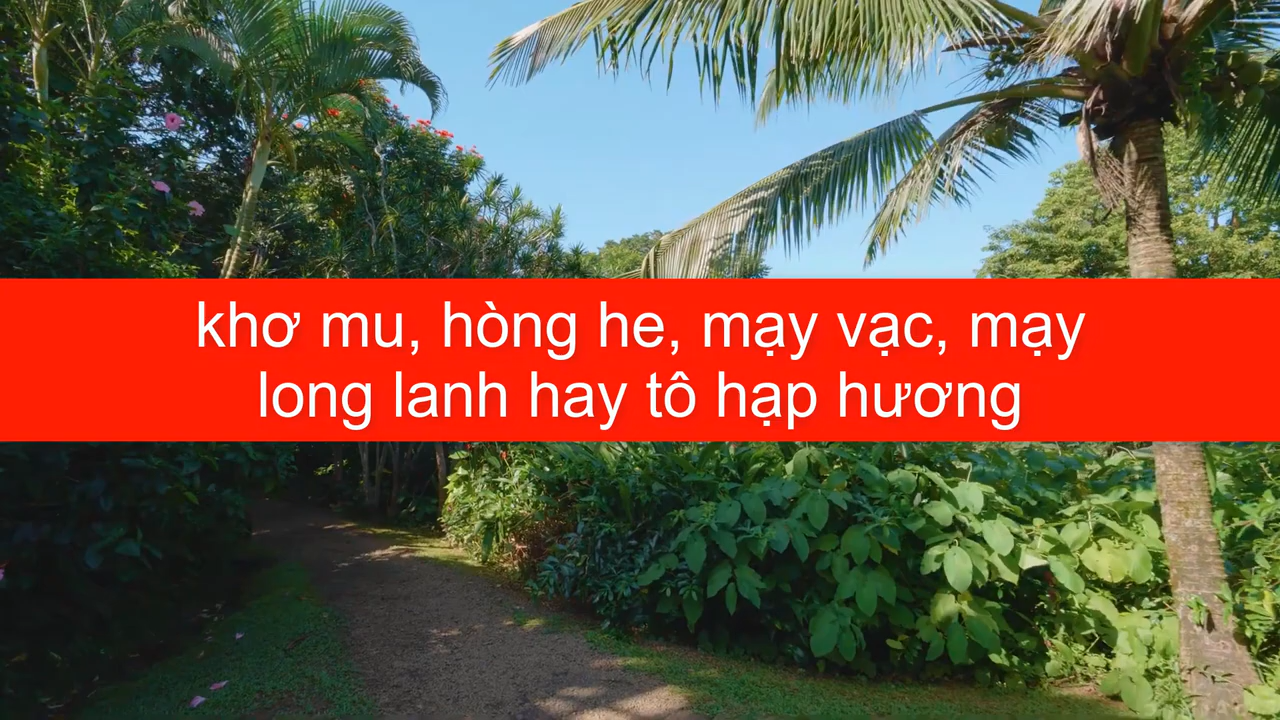 khơ mu, hòng he, mạy vạc, mạy
long lanh hay tô hạp hương